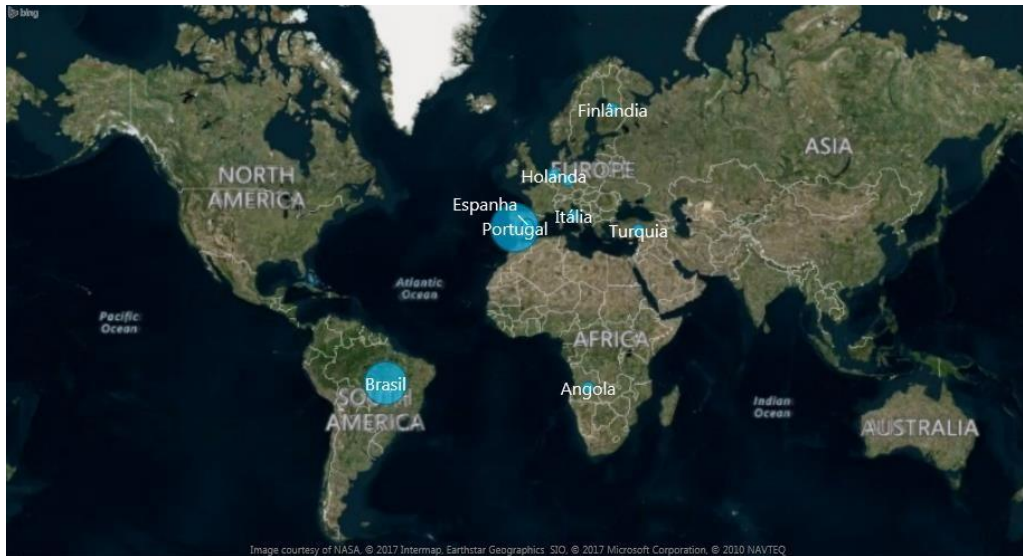 bing
Finlândia
ASIA
NORTH
AMERICA
EUROPE
Holanda
Espanha
Itália
Portugal
Turquia
Atlantic
Ocean
Pacific
Ocean
AFRICA
Brasil
Angola
SOUTH
AMERICA
Indian
Ocean
AUSTRALIA
Image courtesy of NASA, © 2017 Intermap, Earthstar Geographics SIO, © 2017 Microsoft Corporation, © 2010 NAVTEQ